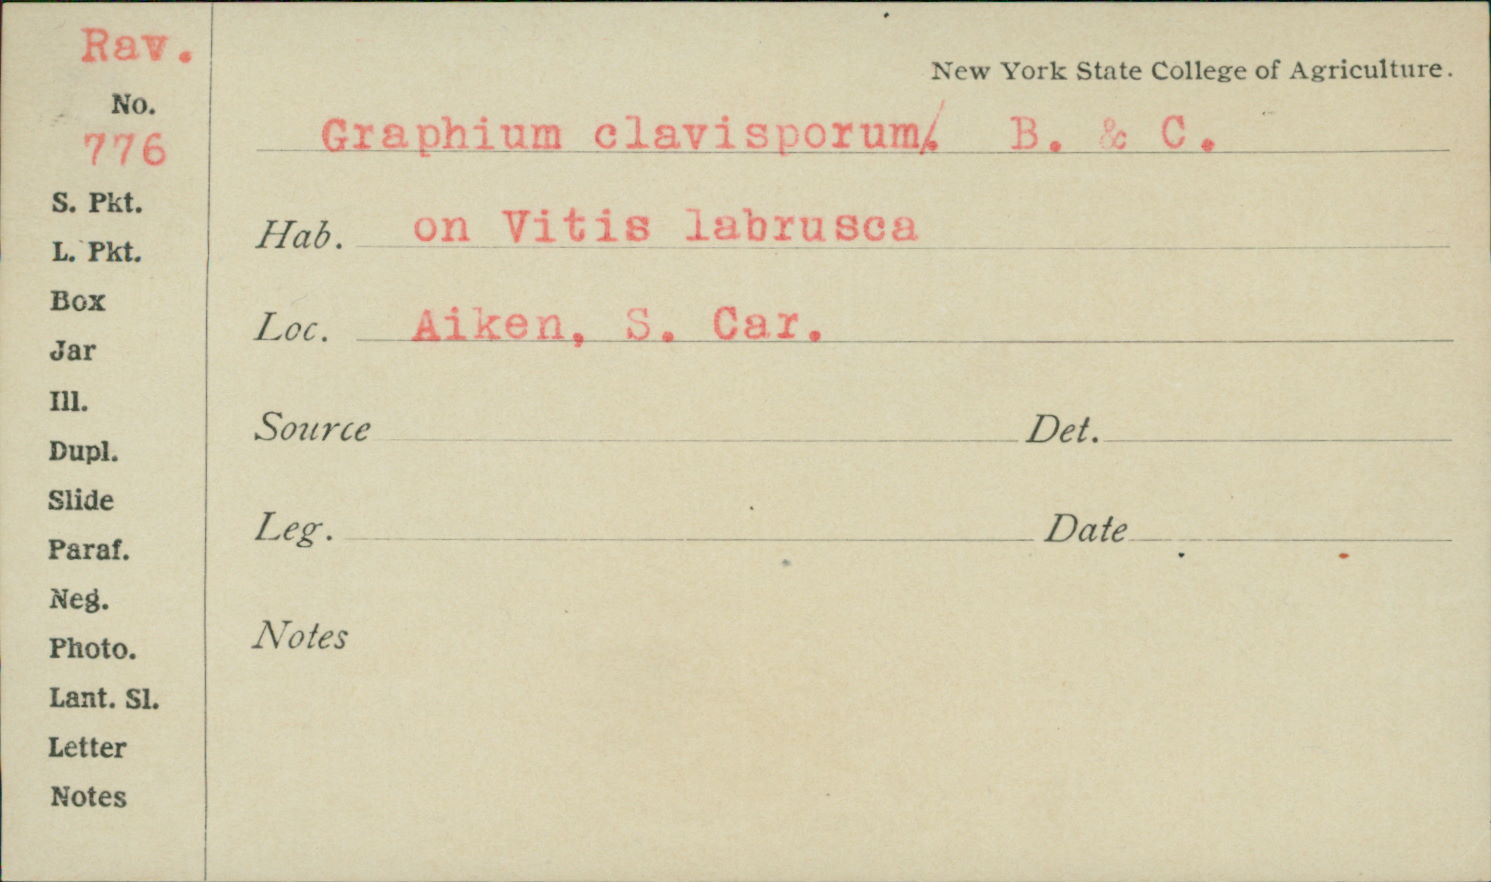 Rav.
No.
776
S. Pkt.
L. Pkt.
Box
Jar
Ill.
Dupl.
Slide
Paraf.
Neg.
Photo.
Lant. Sl.
Letter
Notes
New York State College of Agriculture.
Graphium clavisporum. B. & C.
Hab. on Vitis labrusca
Loc. Aiken, S. Car.
Source Det.
Leg. Date
Notes